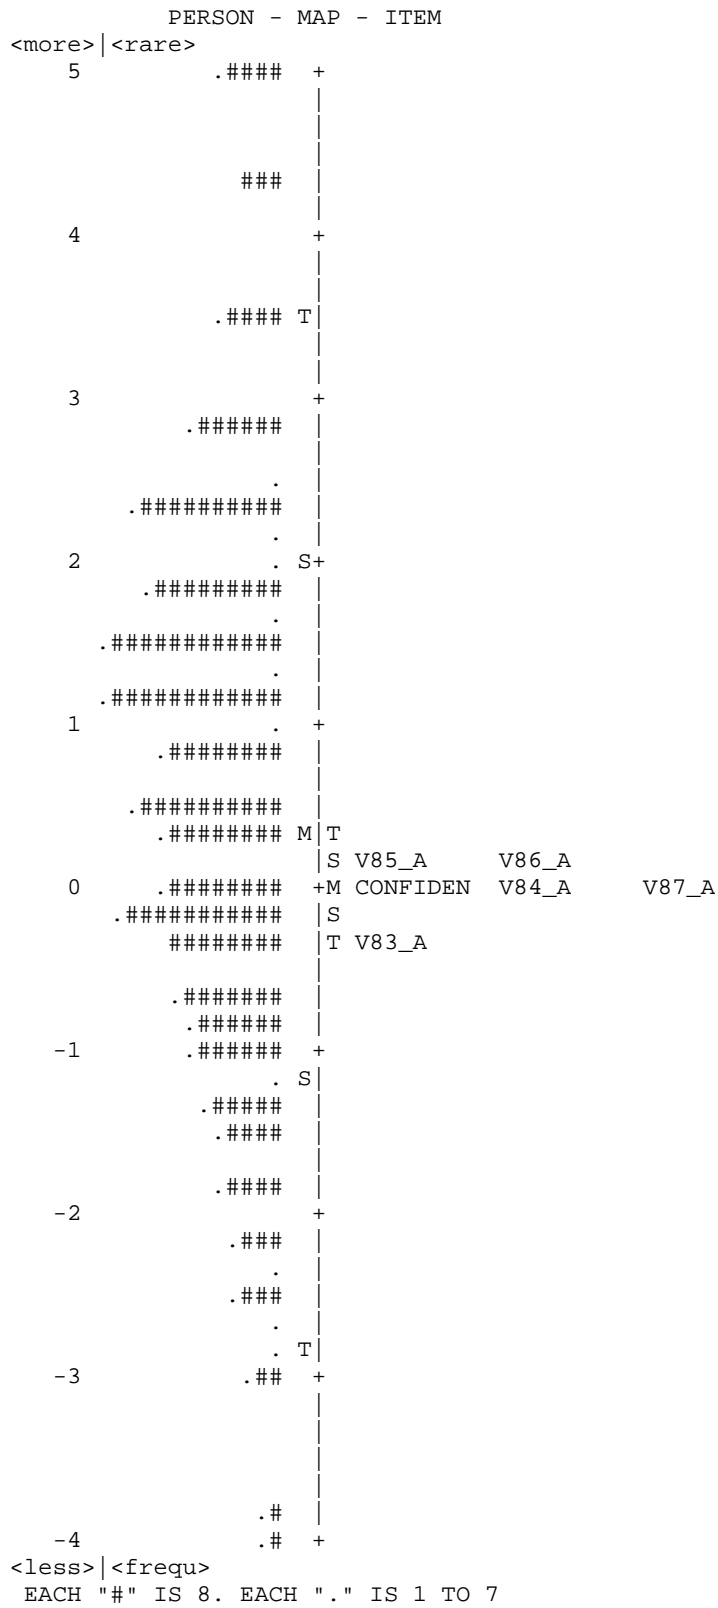 PERSON - MAP - ITEM
<more>|<rare>
    5          .####  +
                      |
                      |
                      |
                 ###  |
                      |
    4                 +
                      |
                      |
               .#### T|
                      |
                      |
    3                 +
             .######  |
                      |
                   .  |
         .##########  |
                   .  |
    2              . S+
          .#########  |
                   .  |
       .############  |
                   .  |
       .############  |
    1              .  +
           .########  |
                      |
         .##########  |
           .######## M|T
                      |S V85_A     V86_A
    0      .########  +M CONFIDEN  V84_A     V87_A
        .###########  |S
            ########  |T V83_A
                      |
            .#######  |
             .######  |
   -1        .######  +
                   . S|
              .#####  |
               .####  |
                      |
               .####  |
   -2                 +
                .###  |
                   .  |
                .###  |
                   .  |
                   . T|
   -3            .##  +
                      |
                      |
                      |
                      |
                  .#  |
   -4             .#  +
<less>|<frequ>
 EACH "#" IS 8. EACH "." IS 1 TO 7